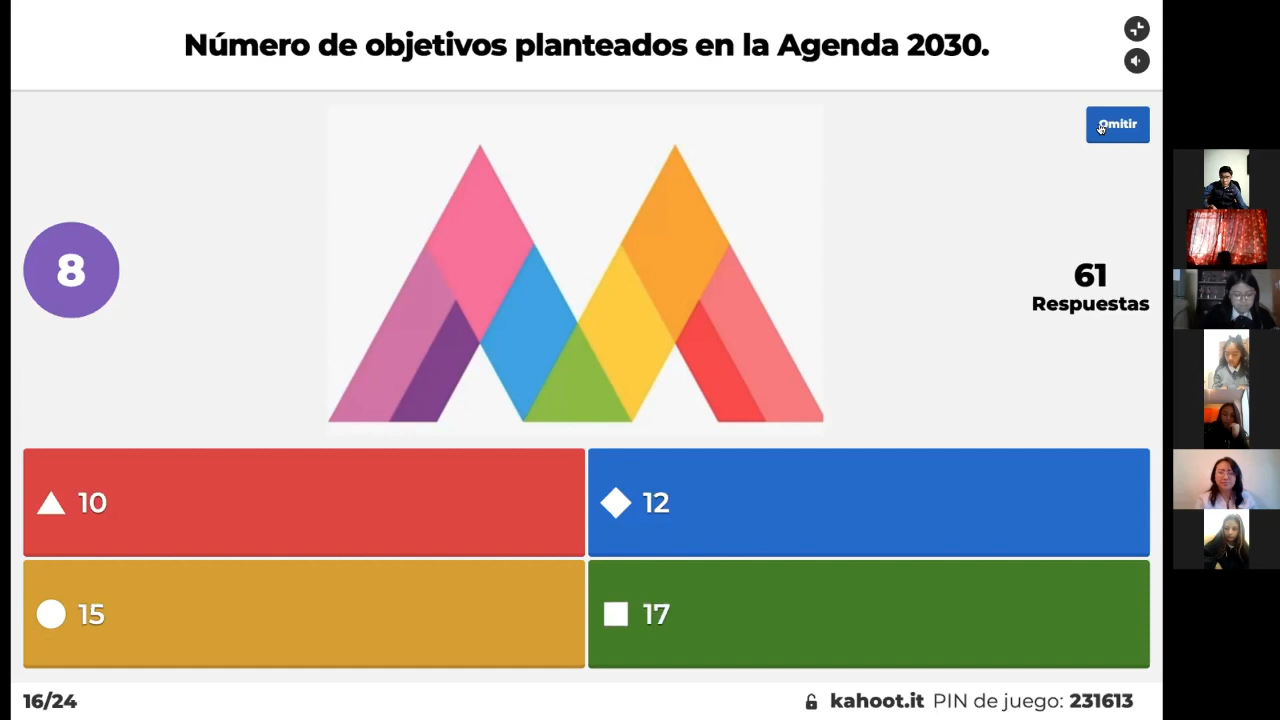 Número de objetivos planteados en la Agenda 2030.
Omitir
8
61
Respuestas
10
12
15
17
16/24
kahoot.it PIN de juego: 231613